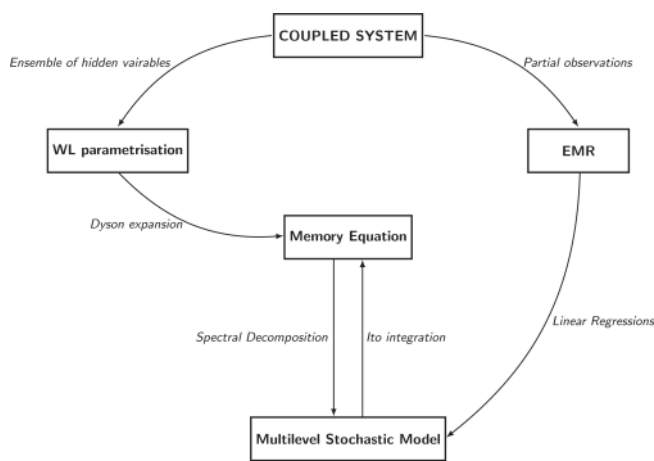 COUPLED SYSTEM
Ensemble of hidden vairables
Partial observations
WL parametrisation
EMR
Dyson expansion
Memory Equation
Spectral Decomposition
Ito integration
Linear Regressions
Multilevel Stochastic Model